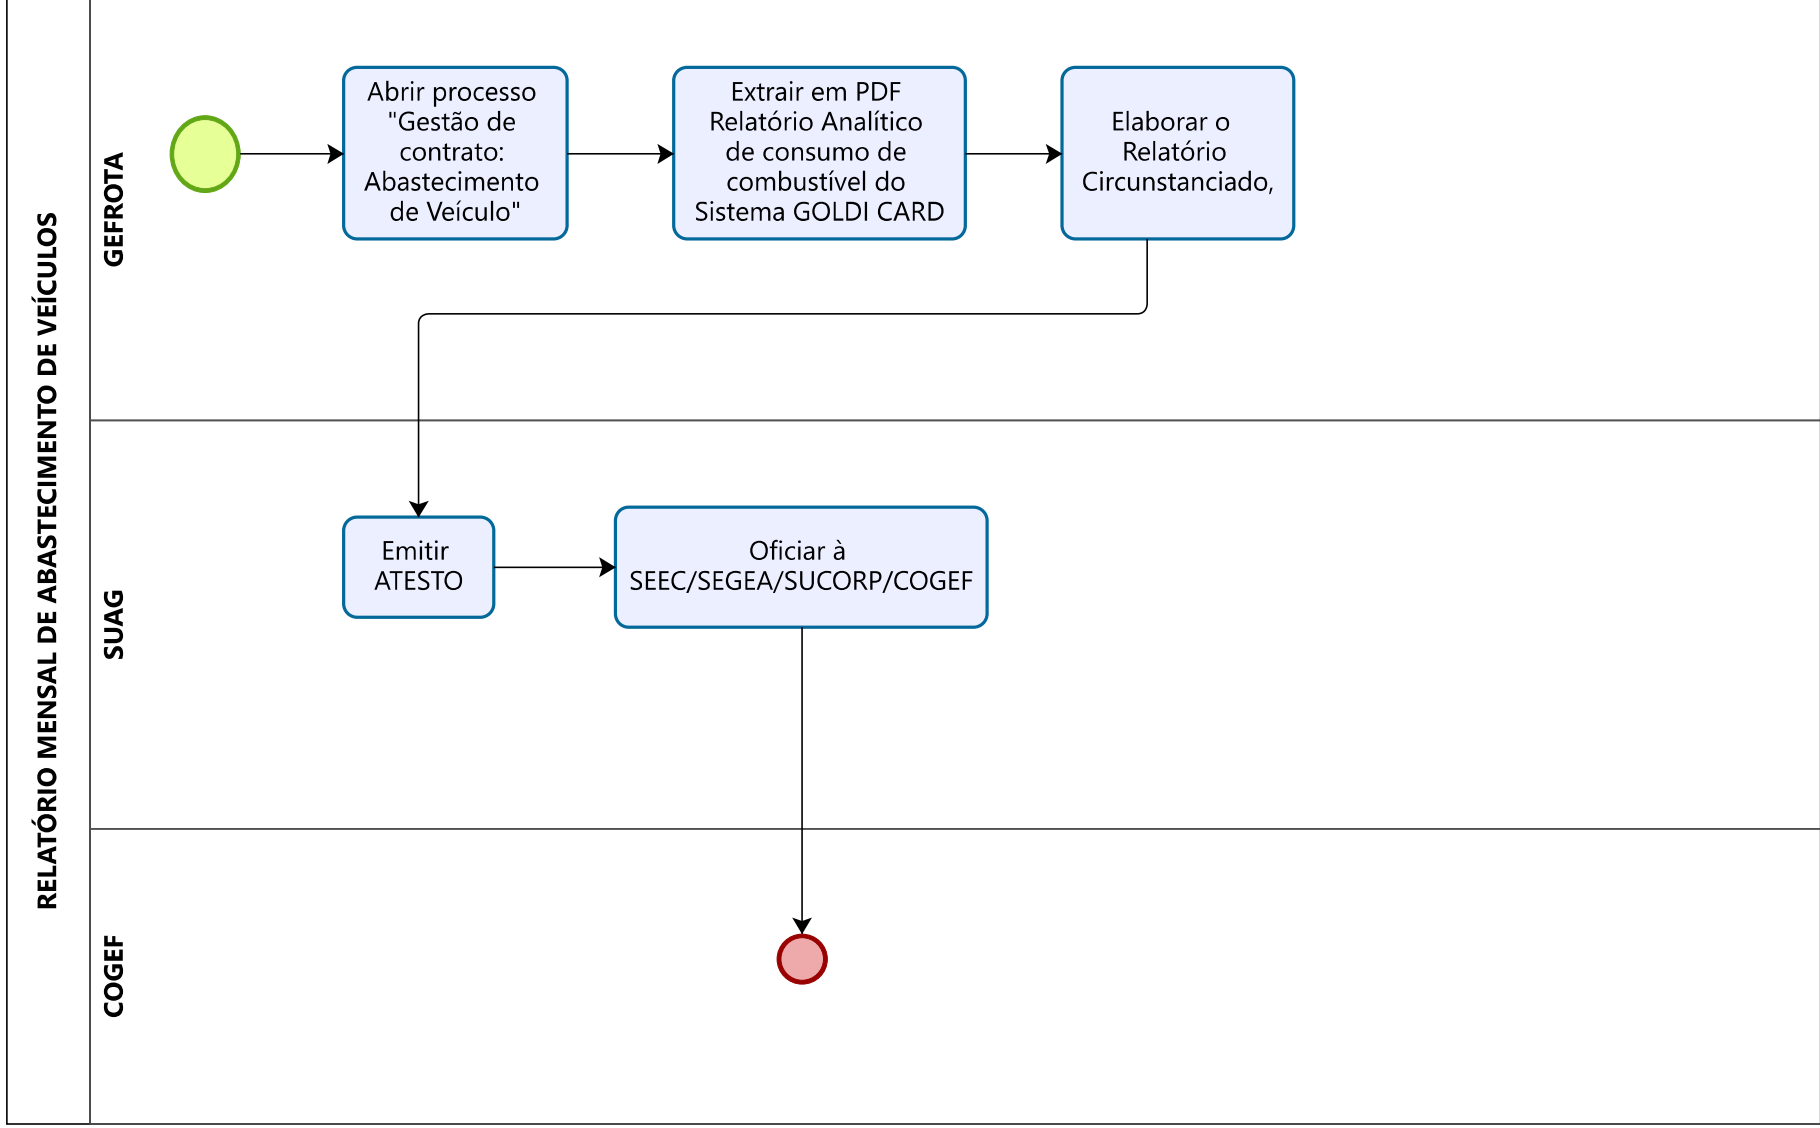 RELATÓRIO MENSAL DE ABASTECIMENTO DE VEÍCULOS
GEFROTA
Abrir processo
"Gestão de
contrato:
Abastecimento
de Veículo"
Extrair em PDF
Relatório Analítico
de consumo de
combustível do
Sistema GOLDI CARD
Elaborar o
Relatório
Circunstanciado,
SUAG
Emitir
ATESTO
Oficiar à
SEEC/SEGEA/SUCORP/COGEF
COGEF